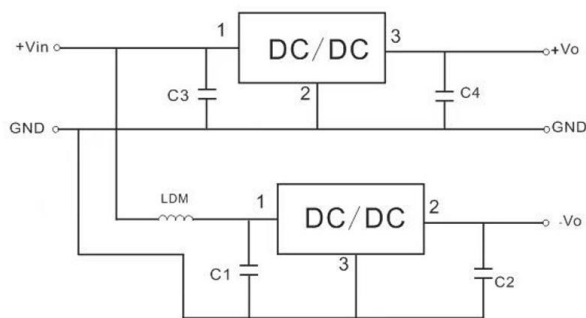 1
DC/DC
3
+Vin
+Vo
C3
2
C4
GND
GND
LDM
1
DC/DC
2
-Vo
C1
3
C2